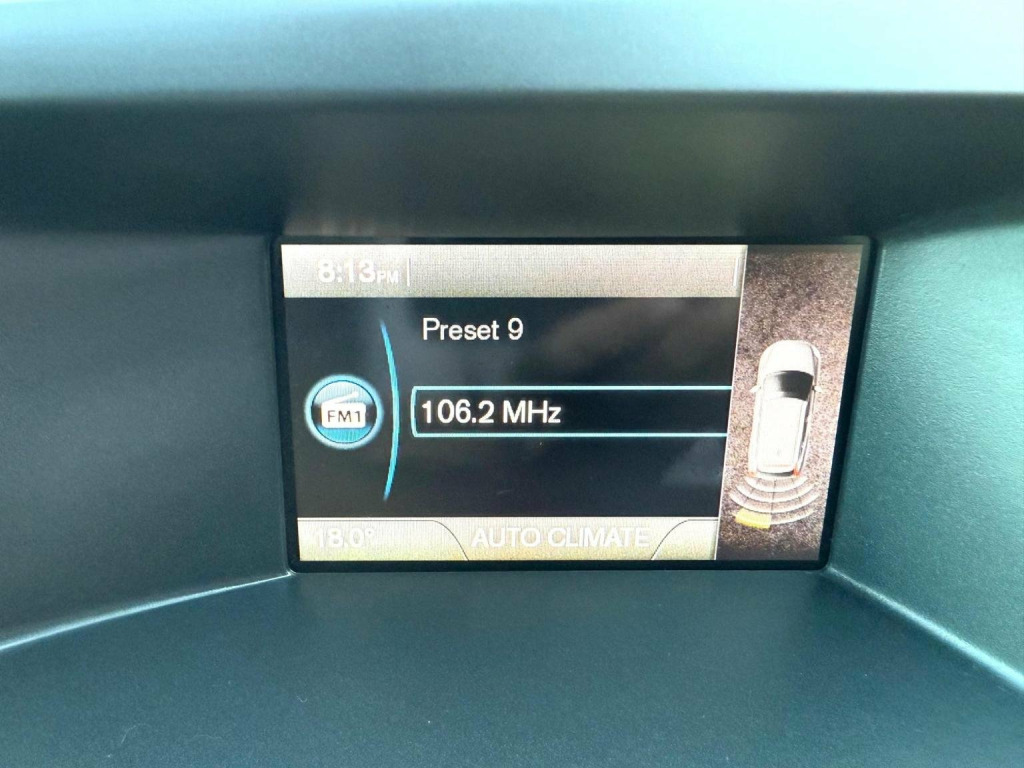 8:13PM
Preset 9
FM1
106.2 MHz
18.0° AUTO CLIMATE